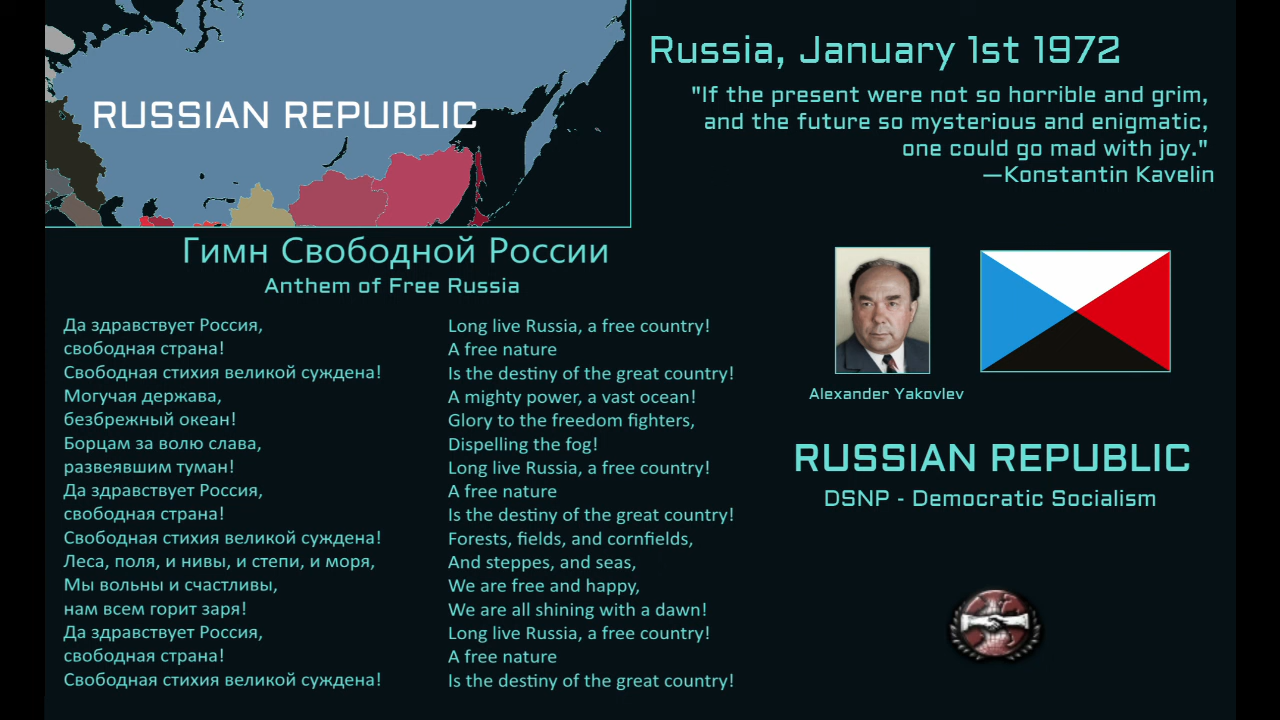 RUSSIAN REPUBLIC
Russia, January 1st 1972
"If the present were not so horrible and grim,
and the future so mysterious and enigmatic,
one could go mad with joy."
—Konstantin Kavelin
Гимн Свободной России
Anthem of Free Russia
Да здравствует Россия,
свободная страна!
Свободная стихия великой суждена!
Могучая держава,
безбрежный океан!
Борцам за волю слава,
развеявшим туман!
Да здравствует Россия,
свободная страна!
Свободная стихия великой суждена!
Леса, поля, и нивы, и степи, и моря,
Мы вольны и счастливы,
нам всем горит заря!
Да здравствует Россия,
свободная страна!
Свободная стихия великой суждена!
Long live Russia, a free country!
A free nature
Is the destiny of the great country!
A mighty power, a vast ocean!
Glory to the freedom fighters,
Dispelling the fog!
Long live Russia, a free country!
A free nature
Is the destiny of the great country!
Forests, fields, and cornfields,
And steppes, and seas,
We are free and happy,
We are all shining with a dawn!
Long live Russia, a free country!
A free nature
Is the destiny of the great country!
Alexander Yakovlev
RUSSIAN REPUBLIC
DSNP - Democratic Socialism